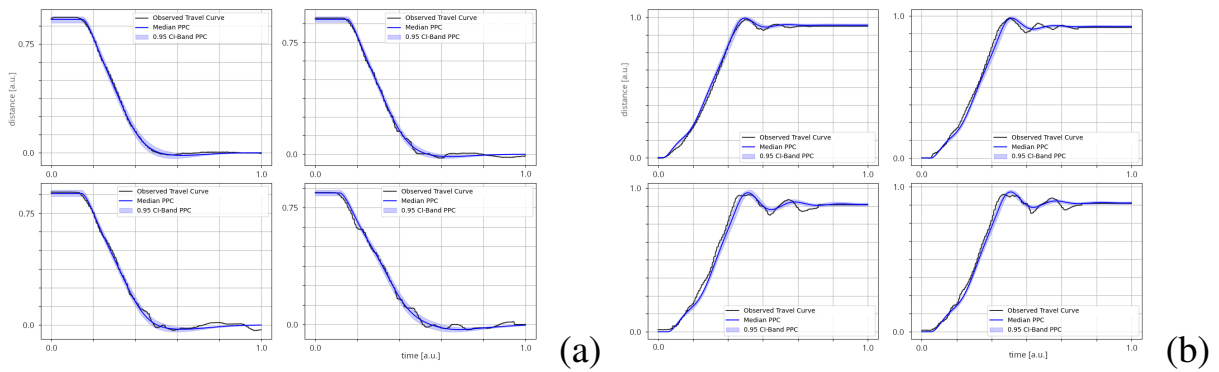 Observed Travel Curve
Median PPC
0.95 CI-Band PPC
distance [a.u.]
0.75
0.0
0.0
1.0
Observed Travel Curve
Median PPC
0.95 CI-Band PPC
0.75
0.0
0.0
1.0
Observed Travel Curve
Median PPC
0.95 CI-Band PPC
0.75
0.0
0.0
1.0
Observed Travel Curve
Median PPC
0.95 CI-Band PPC
0.75
0.0
0.0
1.0
time [a.u.]
(a)
distance [a.u.]
1.0
0.0
0.0
1.0
Observed Travel Curve
Median PPC
0.95 CI-Band PPC
1.0
0.0
0.0
1.0
Observed Travel Curve
Median PPC
0.95 CI-Band PPC
1.0
0.0
0.0
1.0
Observed Travel Curve
Median PPC
0.95 CI-Band PPC
1.0
0.0
0.0
1.0
Observed Travel Curve
Median PPC
0.95 CI-Band PPC
time [a.u.]
(b)